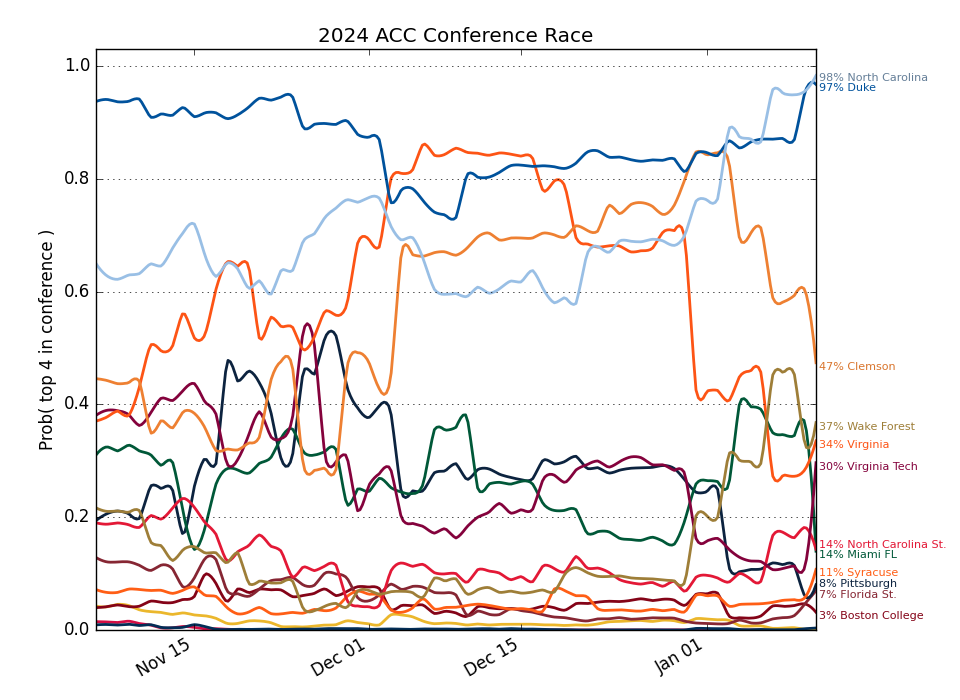 2024 ACC Conference Race
Prob( top 4 in conference )
1.0
0.8
0.6
0.4
0.2
0.0
Nov 15
Dec 01
Dec 15
Jan 01
98% North Carolina
97% Duke
47% Clemson
37% Wake Forest
34% Virginia
30% Virginia Tech
14% North Carolina St.
14% Miami FL
11% Syracuse
8% Pittsburgh
7% Florida St.
3% Boston College